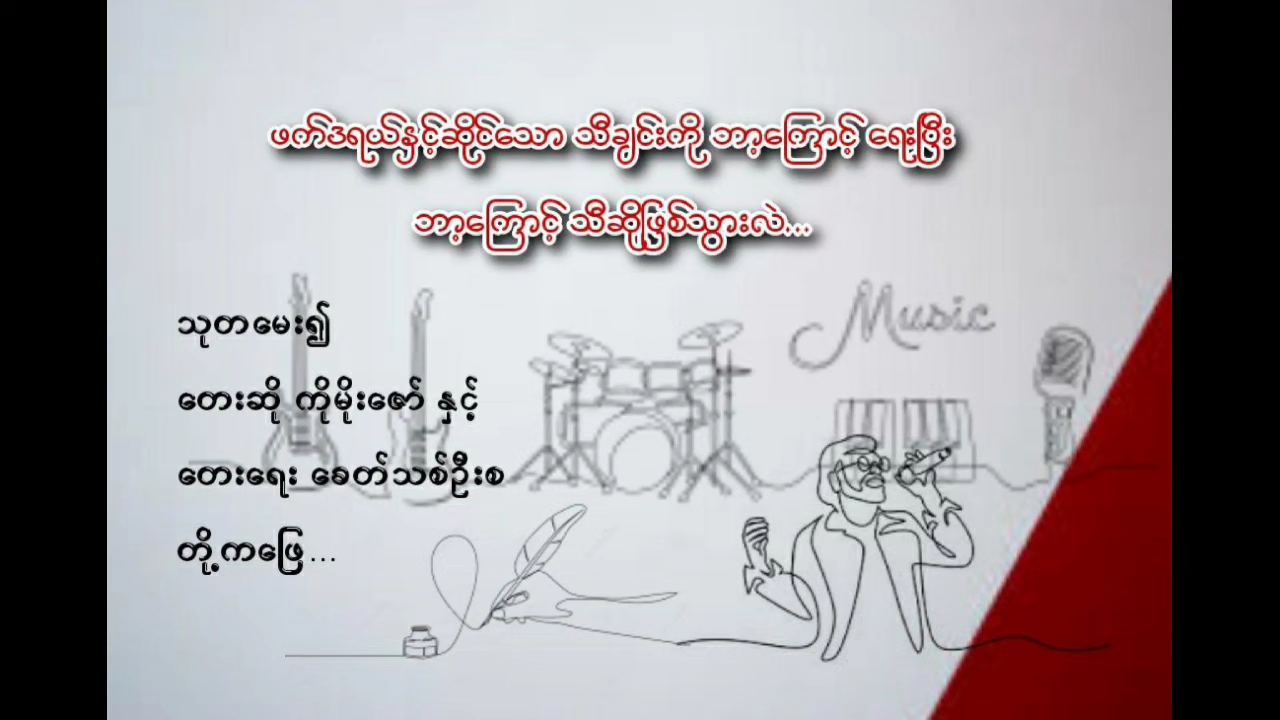 ဖက်ဒရယ်နှင့်ဆိုင်သော သီချင်းကို ဘာ့ကြောင့် ရေးပြီး
ဘာ့ကြောင့် သီဆိုဖြစ်သွားလဲ...
Music
သုတမေး၍
တေးဆို ကိုမိုးဇော် နှင့်
တေးရေး ခေတ်သစ်ဦးစ
တို့ကဖြေ...